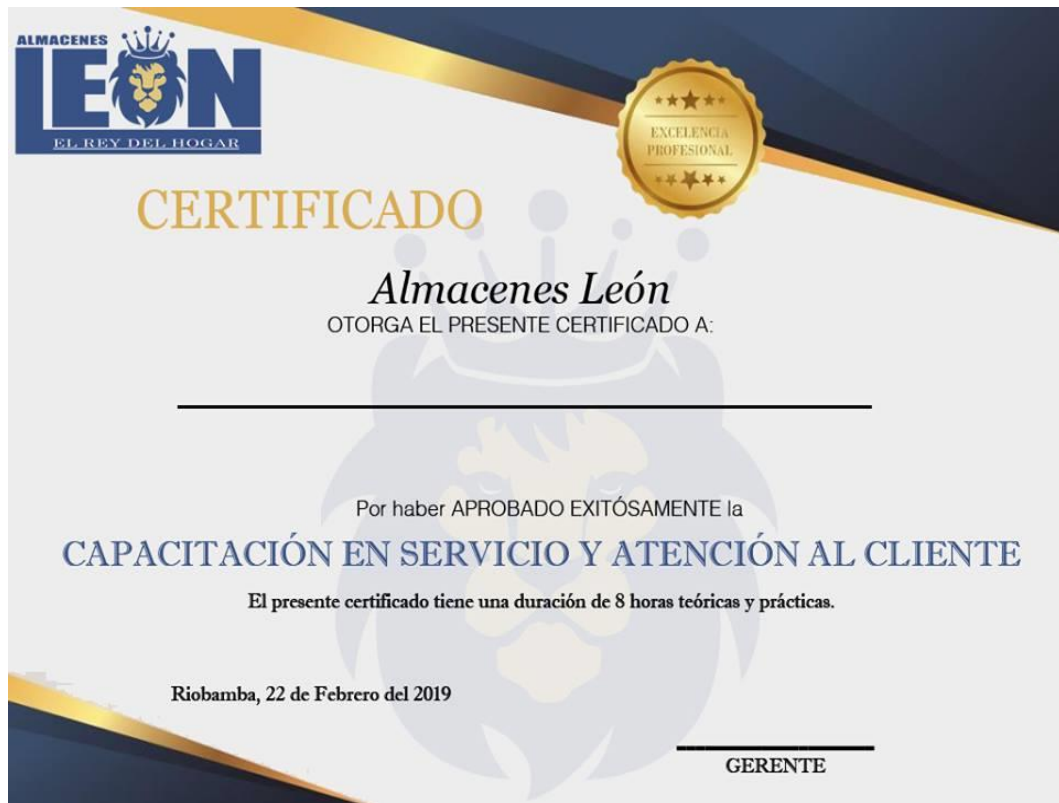 ALMACENES
LEÓN
EL REY DEL HOGAR
EXCELENCIA
PROFESIONAL
CERTIFICADO
Almacenes León
OTORGA EL PRESENTE CERTIFICADO A:
Por haber APROBADO EXITÓSAMENTE la
CAPACITACIÓN EN SERVICIO Y ATENCIÓN AL CLIENTE
El presente certificado tiene una duración de 8 horas teóricas y prácticas.
Riobamba, 22 de Febrero del 2019
GERENTE